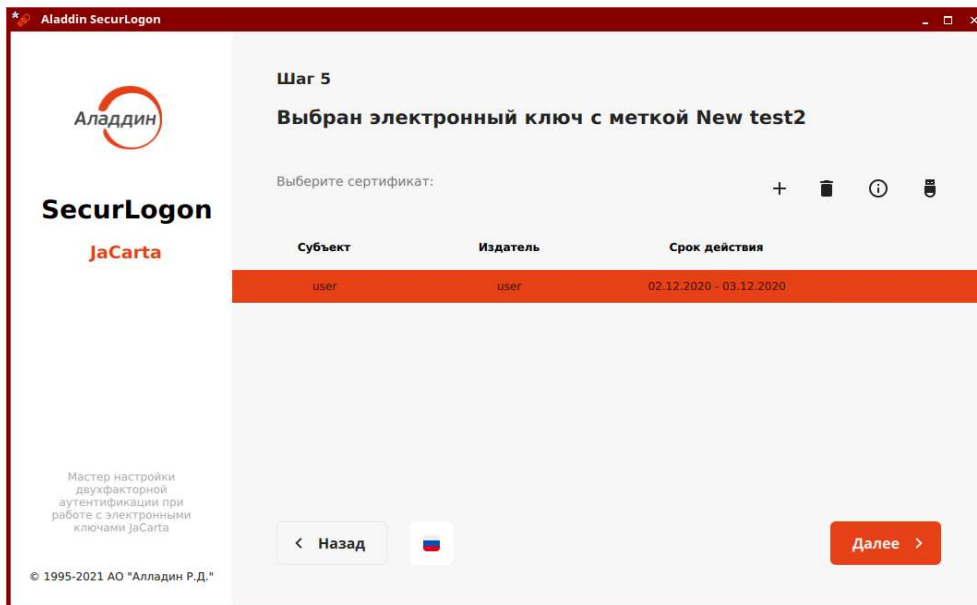 Aladdin SecurLogon
Аладдин
SecurLogon
JaCarta
Мастер настройки
двухфакторной
аутентификации при
работе с электронными
ключами JaCarta
© 1995-2021 АО "Алладин Р.Д."
Шаг 5
Выбран электронный ключ с меткой New test2
Выберите сертификат:
Субъект Издатель Срок действия
user user 02.12.2020 - 03.12.2020
Назад
Далее